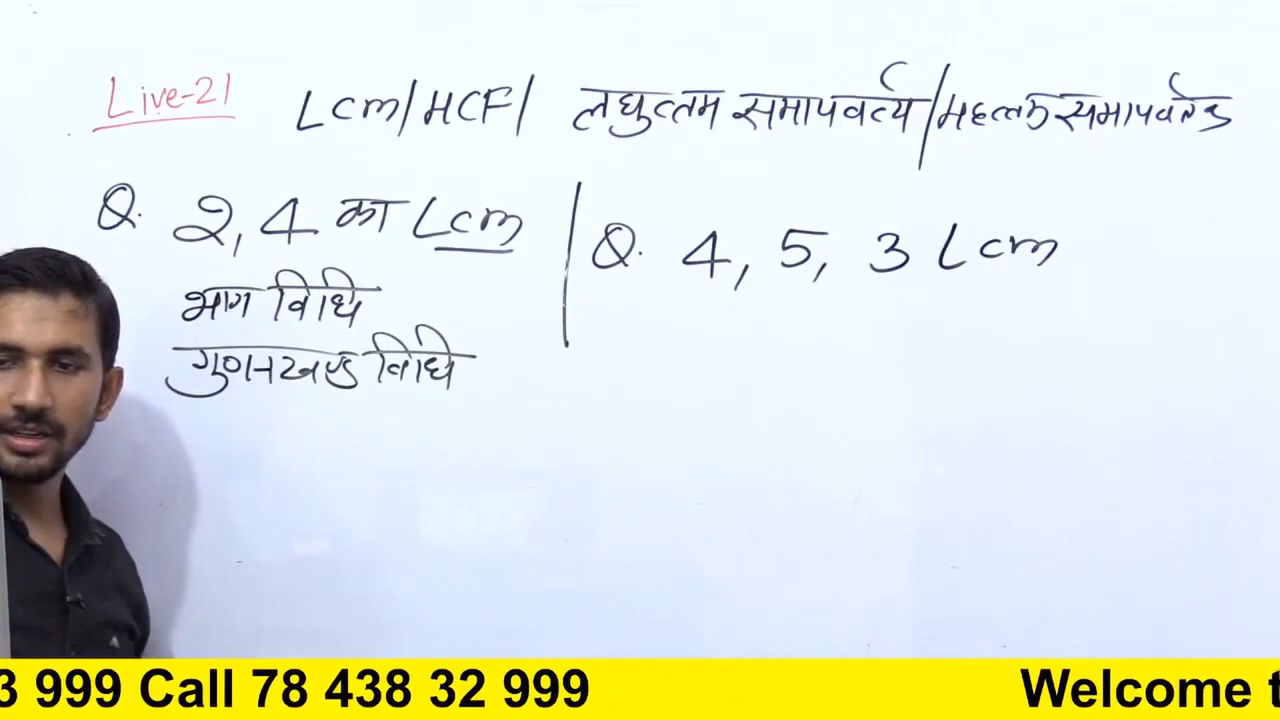 Live-21 Lcm/HCF/ लघुत्तम समापवर्त्य/महत्तम समापवर्तक
Q. 2, 4 का Lcm
भाग विधि
गुणनखण्ड विधि
Q. 4, 5, 3 Lcm
3 999 Call 78 438 32 999 Welcome t